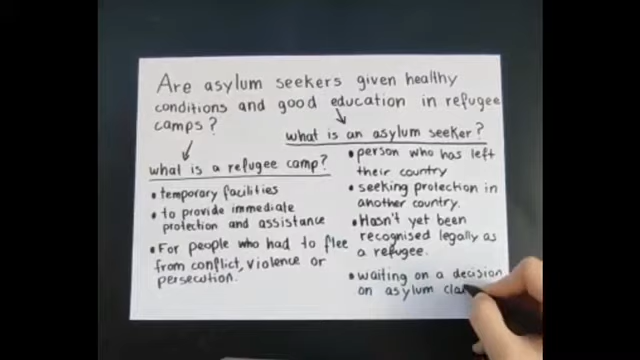 Are asylum seekers given healthy
conditions and good education in refugee
camps?
what is a refugee camp?
• temporary facilities
• to provide immediate
protection and assistance
• For people who had to flee
from conflict, violence or
persecution.
what is an asylum seeker?
• person who has left
their country
• seeking protection in
another country.
• Hasn't yet been
recognised legally as
a refugee.
• waiting on a decision
on asylum